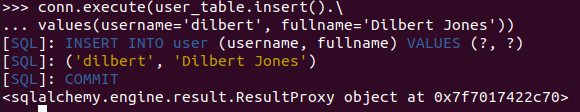 >>> conn.execute(user_table.insert().\
... values(username='dilbert', fullname='Dilbert Jones'))
[SQL]: INSERT INTO user (username, fullname) VALUES (?, ?)
[SQL]: ('dilbert', 'Dilbert Jones')
[SQL]: COMMIT
<sqlalchemy.engine.result.ResultProxy object at 0x7f7017422c70>